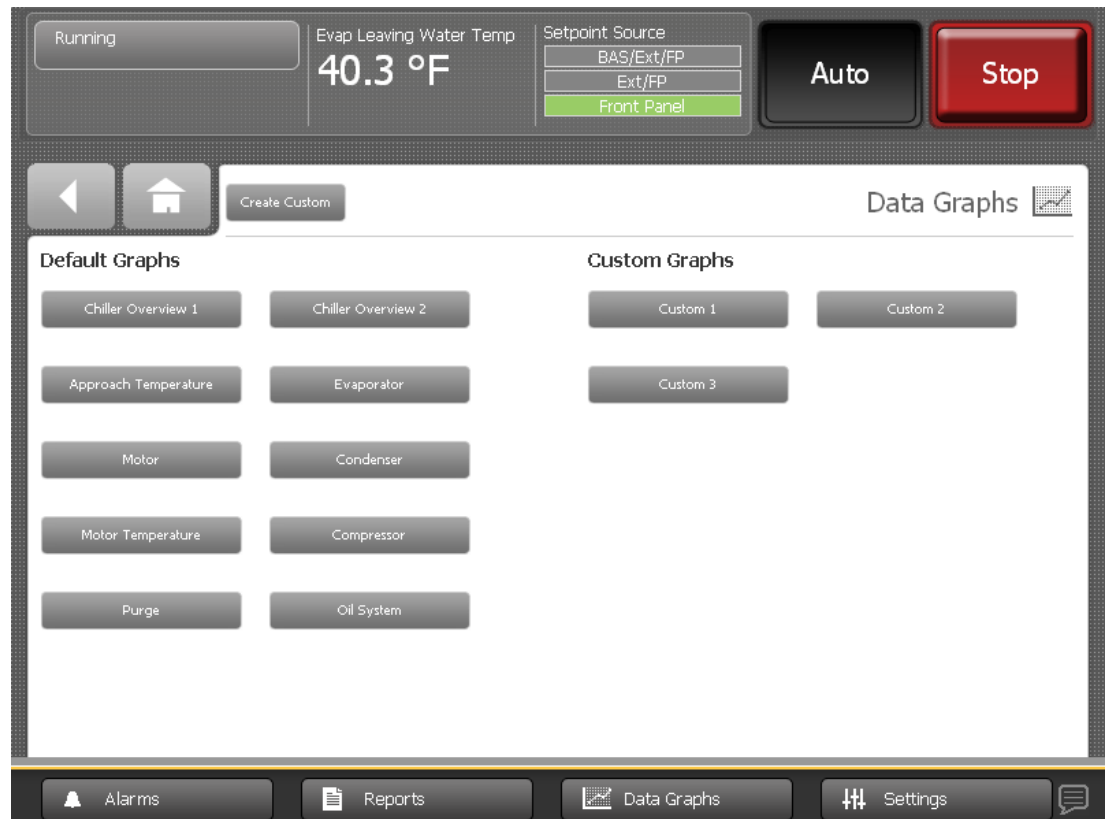 Running
Evap Leaving Water Temp
40.3 °F
Setpoint Source
BAS/Ext/FP
Ext/FP
Front Panel
Auto
Stop
Create Custom
Data Graphs
Default Graphs
Custom Graphs
Chiller Overview 1
Chiller Overview 2
Custom 1
Custom 2
Approach Temperature
Evaporator
Custom 3
Motor
Condenser
Motor Temperature
Compressor
Purge
Oil System
Alarms
Reports
Data Graphs
Settings